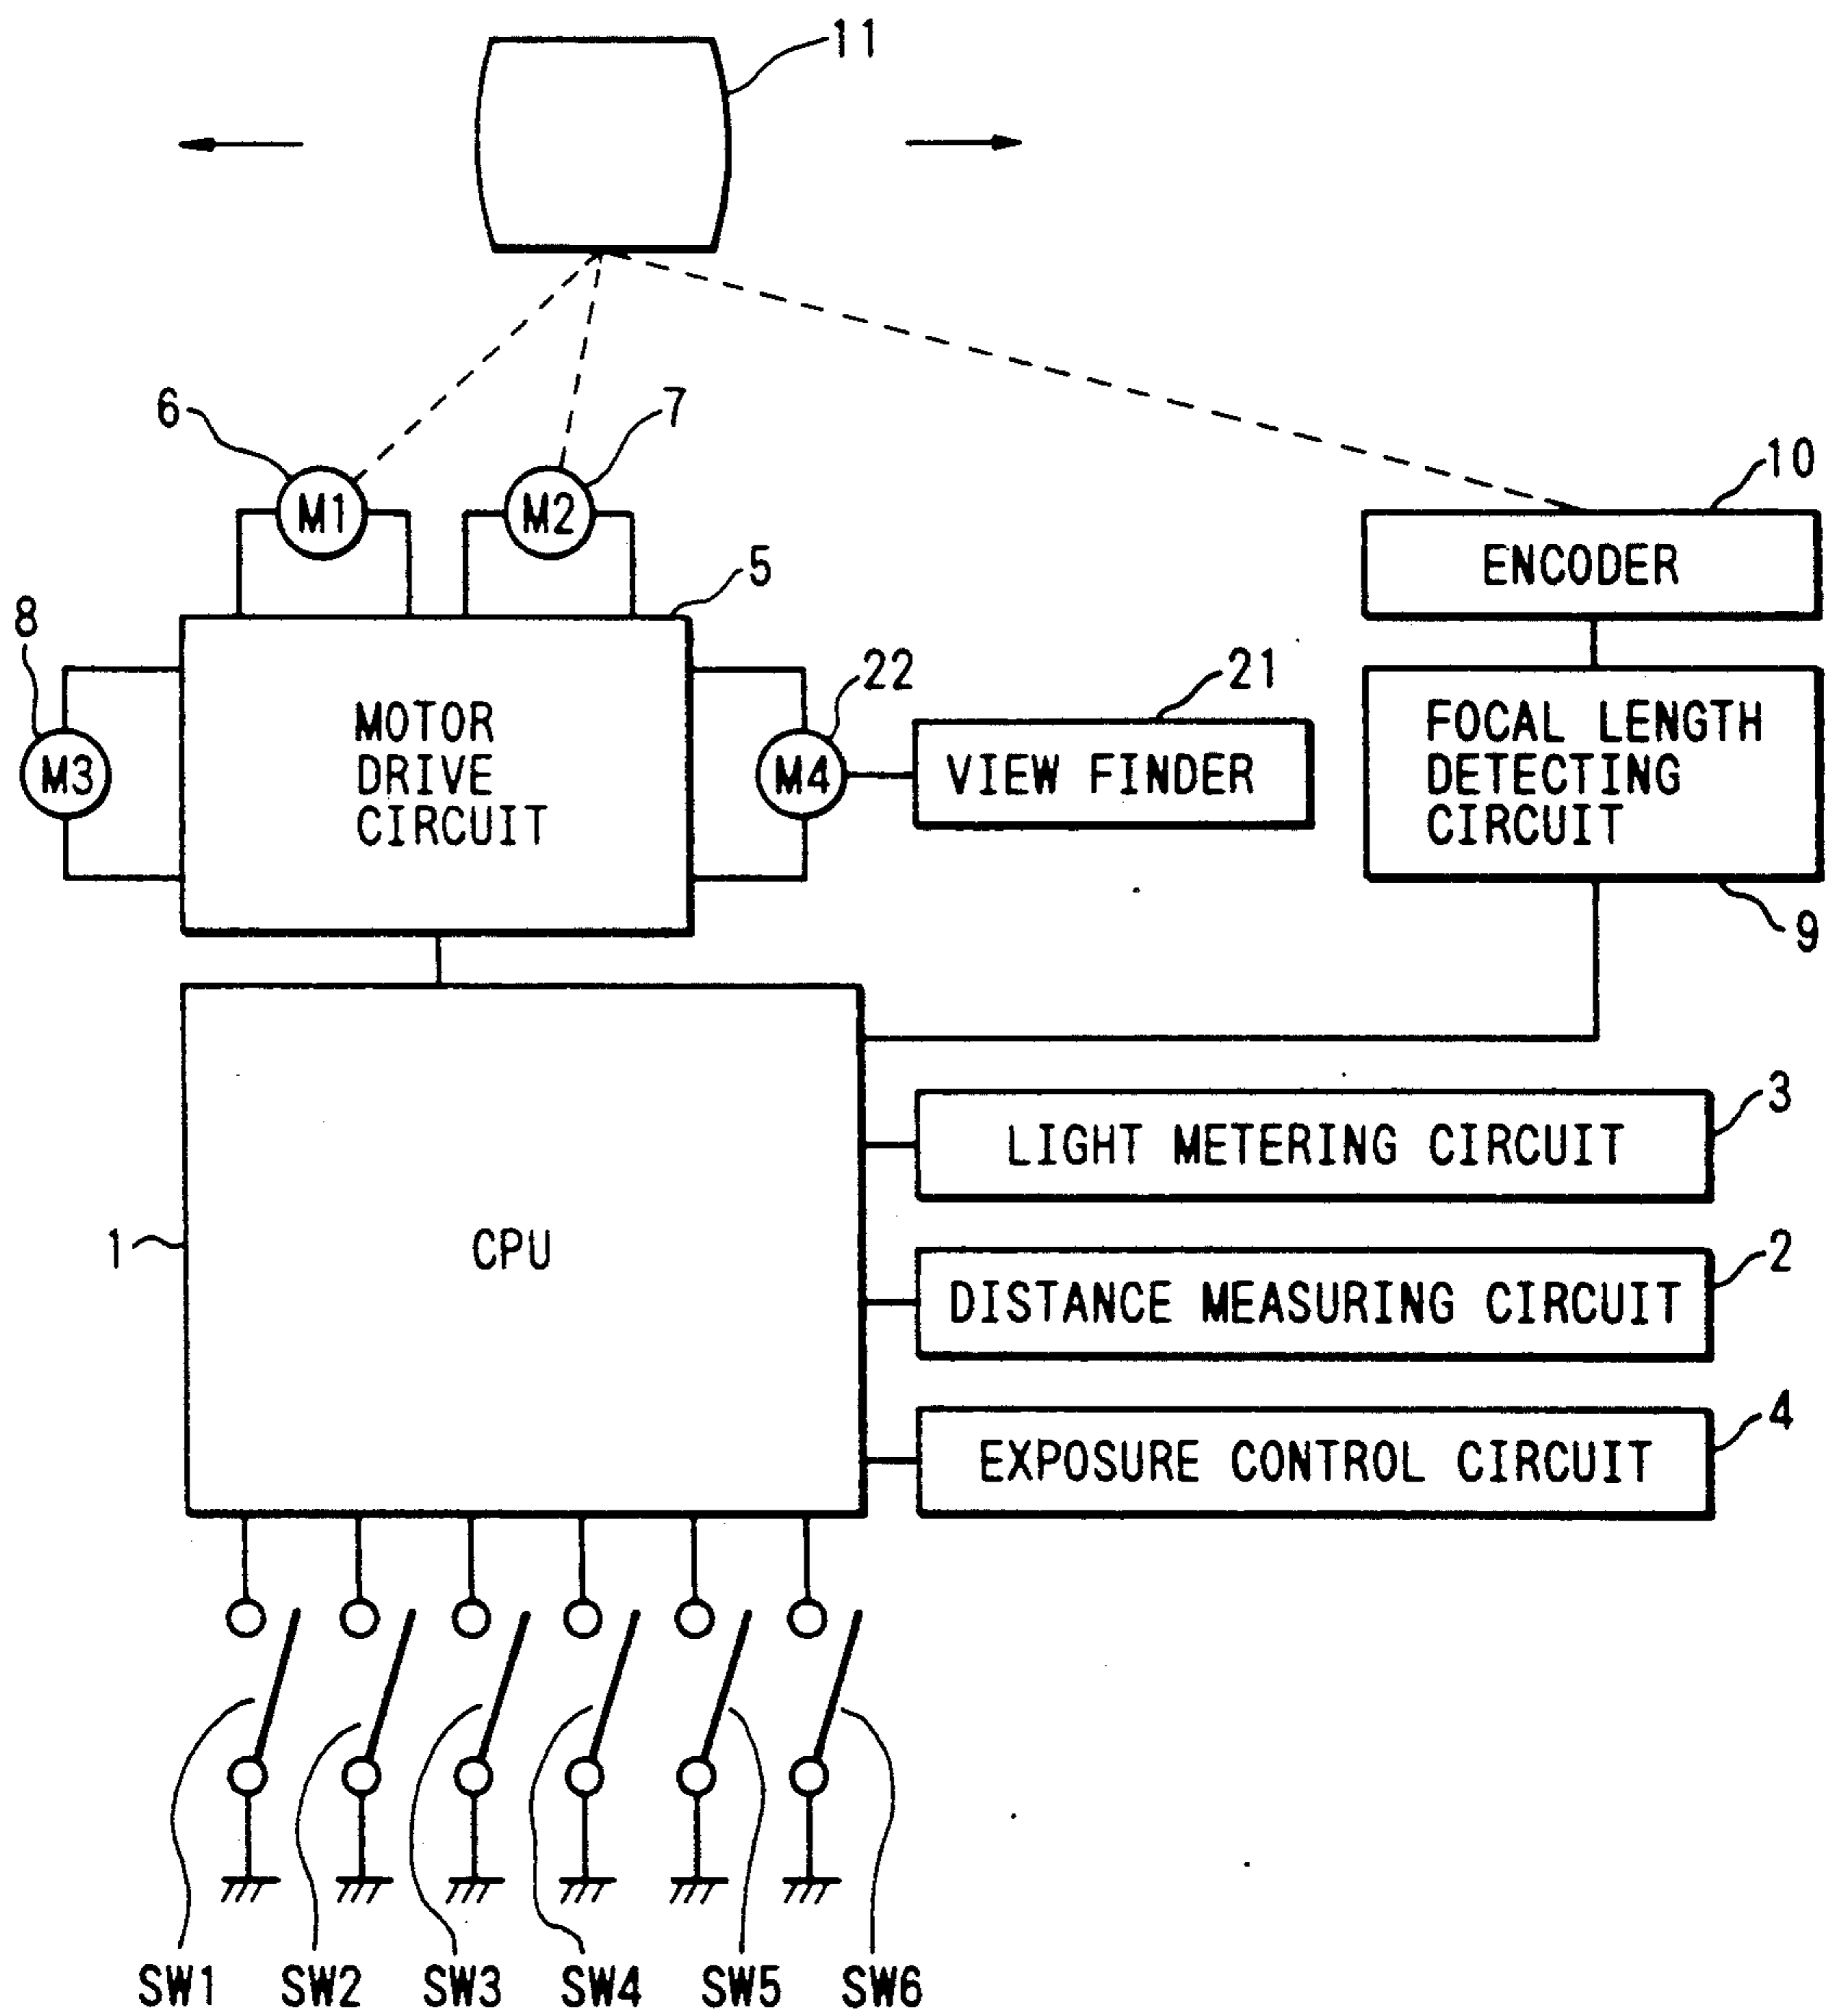 11
6
7
M1
M2
10
ENCODER
5
8
M3
MOTOR
DRIVE
CIRCUIT
22
M4
21
VIEW FINDER
FOCAL LENGTH
DETECTING
CIRCUIT
9
1
CPU
3
LIGHT METERING CIRCUIT
2
DISTANCE MEASURING CIRCUIT
4
EXPOSURE CONTROL CIRCUIT
SW1 SW2 SW3 SW4 SW5 SW6